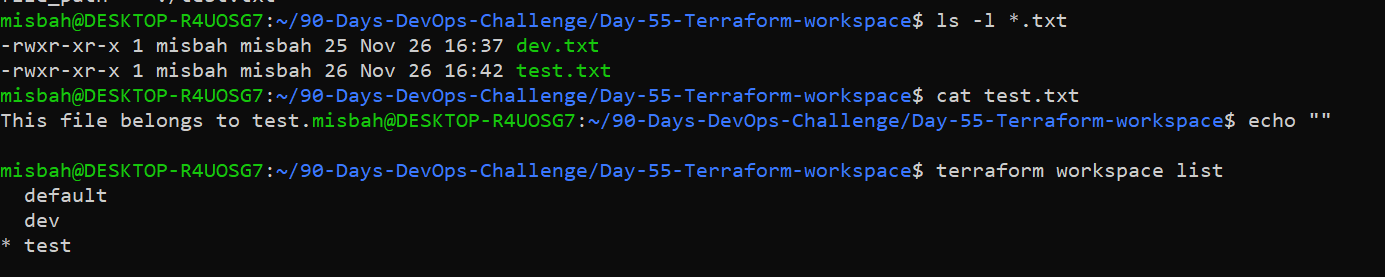 misbah@DESKTOP-R4UOSG7:~/90-Days-DevOps-Challenge/Day-55-Terraform-workspace$ ls -l *.txt
-rwxr-xr-x 1 misbah misbah 25 Nov 26 16:37 dev.txt
-rwxr-xr-x 1 misbah misbah 26 Nov 26 16:42 test.txt
misbah@DESKTOP-R4UOSG7:~/90-Days-DevOps-Challenge/Day-55-Terraform-workspace$ cat test.txt
This file belongs to test.misbah@DESKTOP-R4UOSG7:~/90-Days-DevOps-Challenge/Day-55-Terraform-workspace$ echo ""
misbah@DESKTOP-R4UOSG7:~/90-Days-DevOps-Challenge/Day-55-Terraform-workspace$ terraform workspace list
  default
  dev
* test